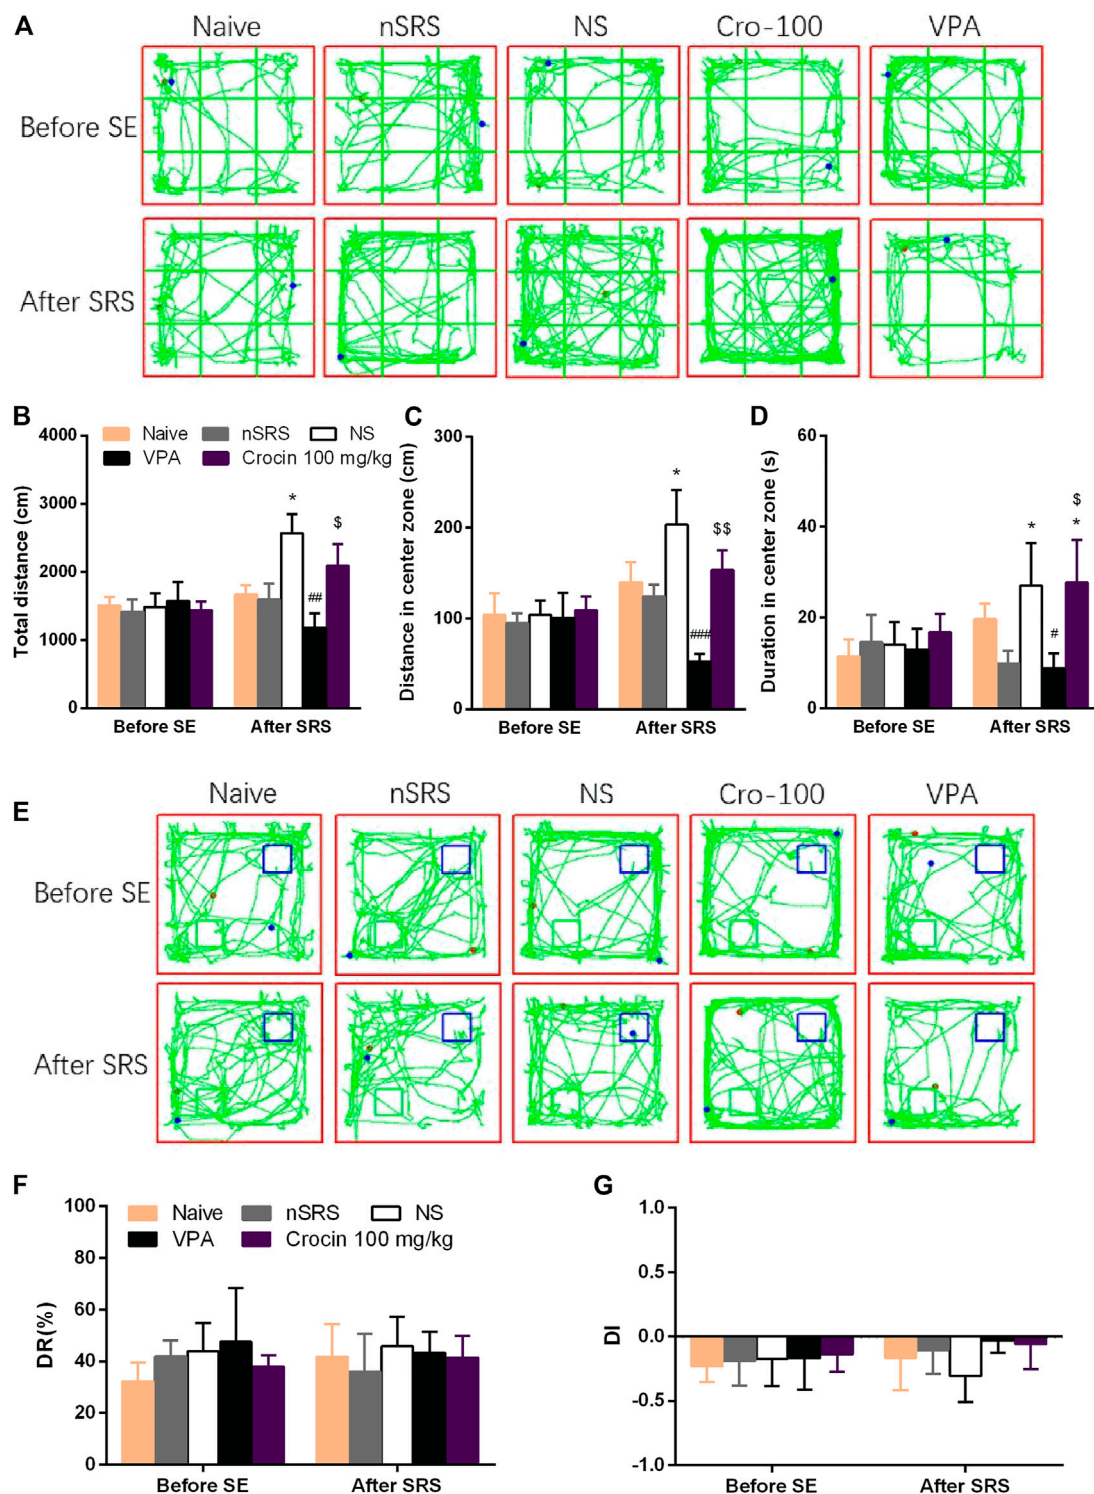 A
Naive nSRS NS Cro-100 VPA
Before SE
After SRS
B
Total distance (cm)
4000
3000
2000
1000
0
Naive nSRS NS
VPA Crocin 100 mg/kg
*
##
$
Before SE After SRS
C
Distance in center zone (cm)
300
200
100
0
*
###
$$
Before SE After SRS
D
Duration in center zone (s)
60
40
20
0
*
#
$
*
Before SE After SRS
E
Naive nSRS NS Cro-100 VPA
Before SE
After SRS
F
DR(%)
100
80
60
40
20
0
Naive nSRS NS
VPA Crocin 100 mg/kg
Before SE After SRS
G
DI
1.0
0.5
0.0
-0.5
-1.0
Before SE After SRS